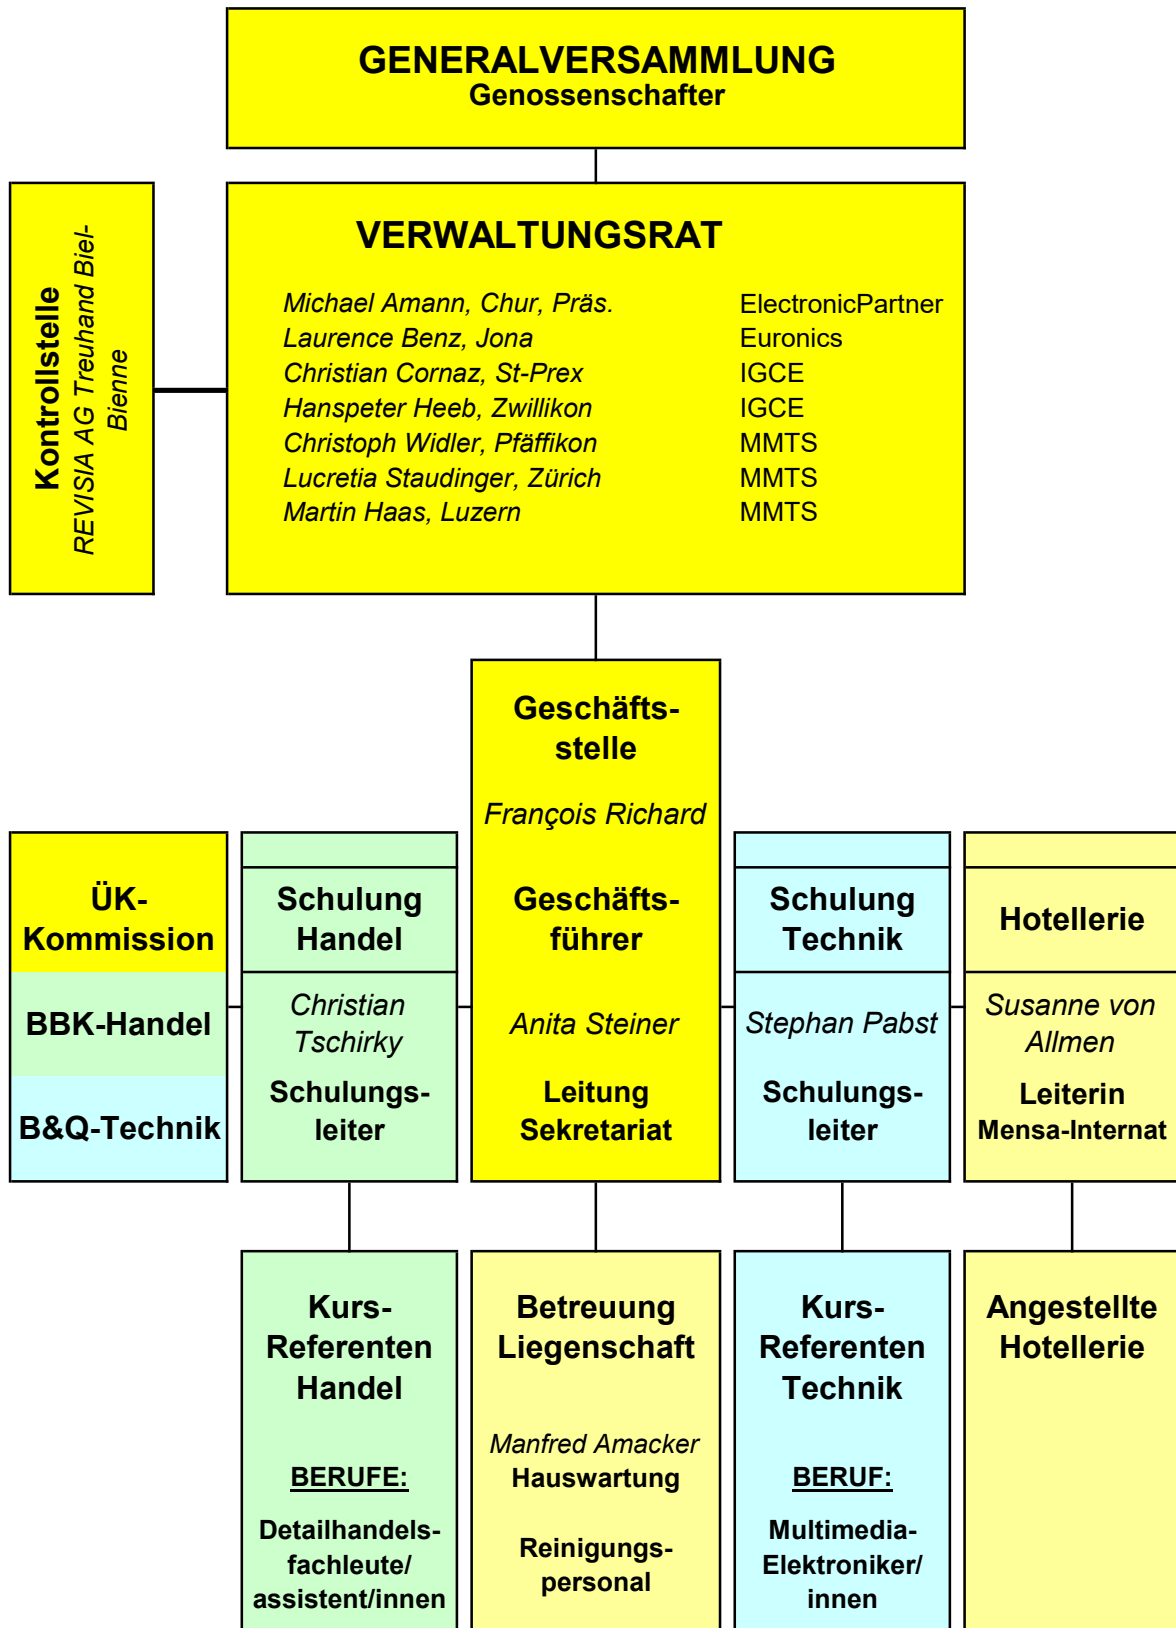 GENERALVERSAMMLUNG
Genossenschafter
Kontrollstelle
REVISIA AG Treuhand Biel-
Bienne
VERWALTUNGSRAT
Michael Amann, Chur, Präs. ElectronicPartner
Laurence Benz, Jona Euronics
Christian Cornaz, St-Prex IGCE
Hanspeter Heeb, Zwillikon IGCE
Christoph Widler, Pfäffikon MMTS
Lucretia Staudinger, Zürich MMTS
Martin Haas, Luzern MMTS
Geschäfts-
stelle
François Richard
Geschäfts-
führer
Anita Steiner
Leitung
Sekretariat
ÜK-
Kommission
BBK-Handel
B&Q-Technik
Schulung
Handel
Christian
Tschirky
Schulungs-
leiter
Schulung
Technik
Stephan Pabst
Schulungs-
leiter
Hotellerie
Susanne von
Allmen
Leiterin
Mensa-Internat
Kurs-
Referenten
Handel
BERUFE:
Detailhandels-
fachleute/
assistent/innen
Betreuung
Liegenschaft
Manfred Amacker
Hauswartung
Reinigungs-
personal
Kurs-
Referenten
Technik
BERUF:
Multimedia-
Elektroniker/
innen
Angestellte
Hotellerie